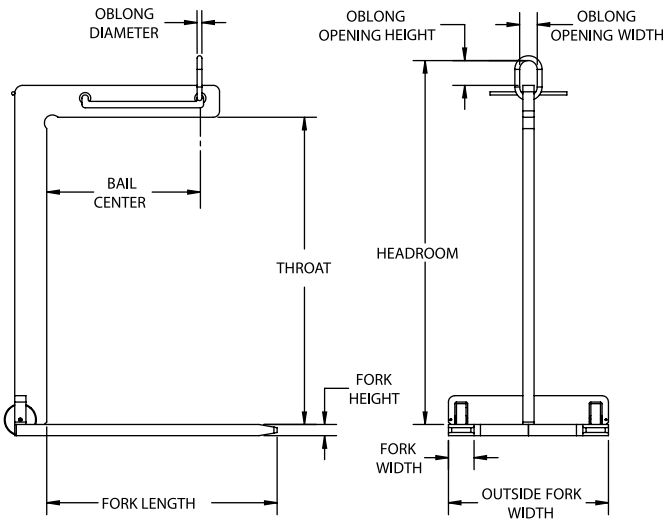 OBLONG
DIAMETER
OBLONG
OPENING HEIGHT
OBLONG
OPENING WIDTH
BAIL
CENTER
THROAT
HEADROOM
FORK
HEIGHT
FORK
WIDTH
FORK LENGTH
OUTSIDE FORK
WIDTH